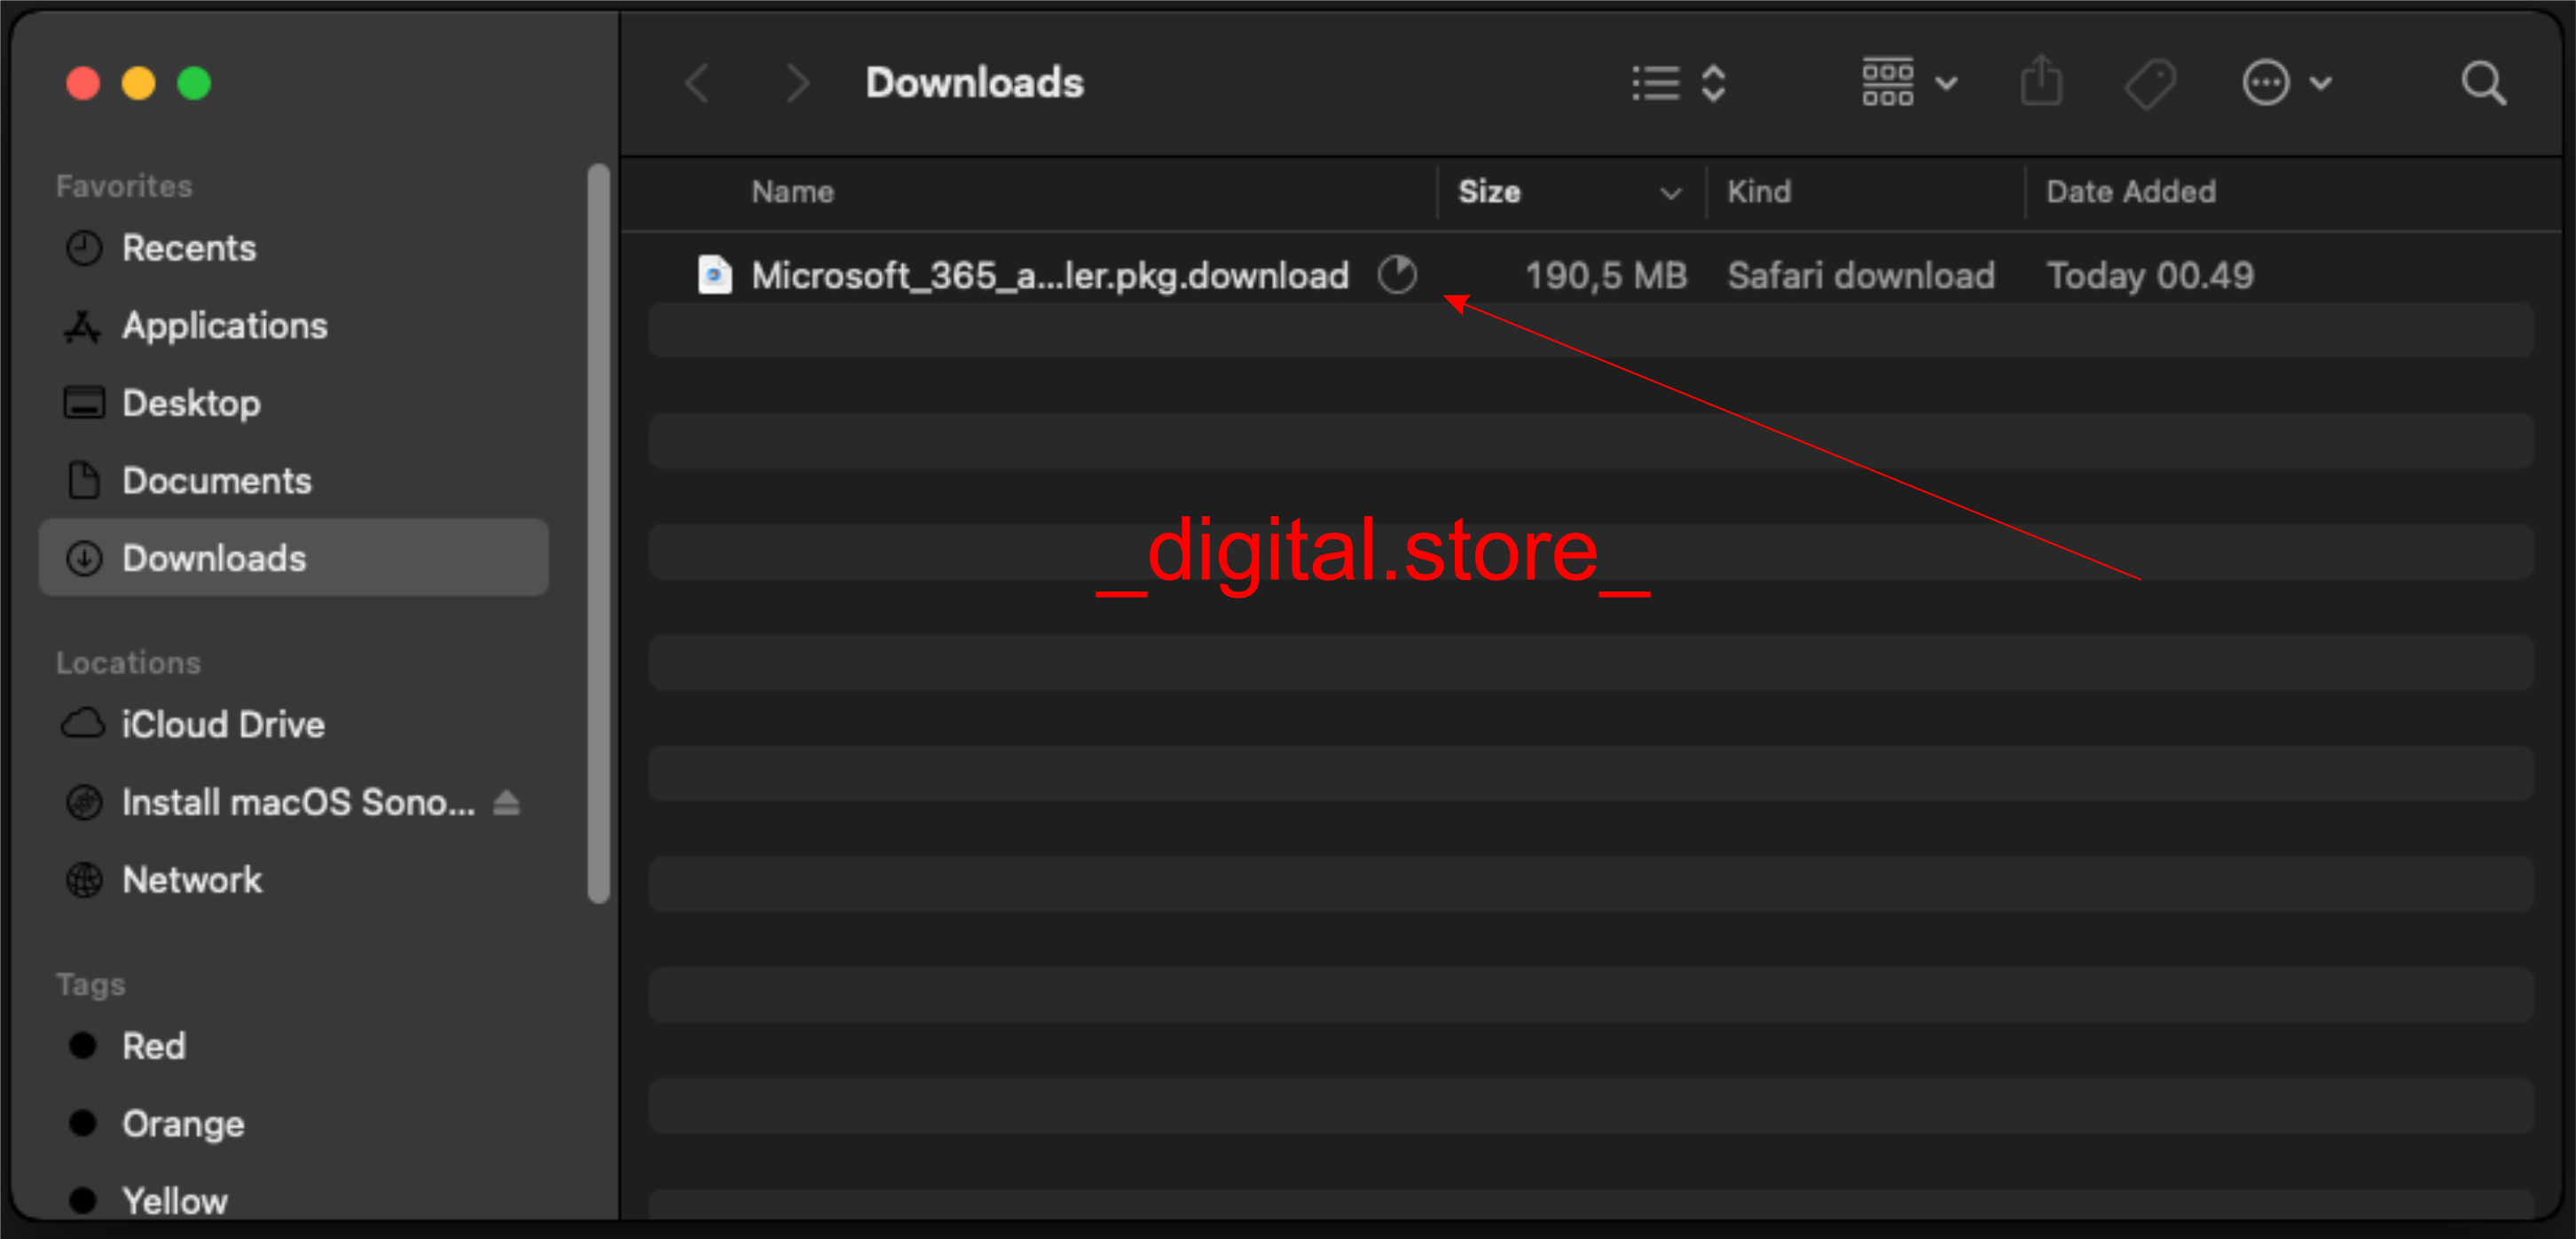 Downloads
Favorites
Recents
Applications
Desktop
Documents
Downloads
Locations
iCloud Drive
Install macOS Sono...
Network
Tags
Red
Orange
Yellow
Name Size Kind Date Added
Microsoft_365_a...ler.pkg.download 190,5 MB Safari download Today 00.49
_digital.store_